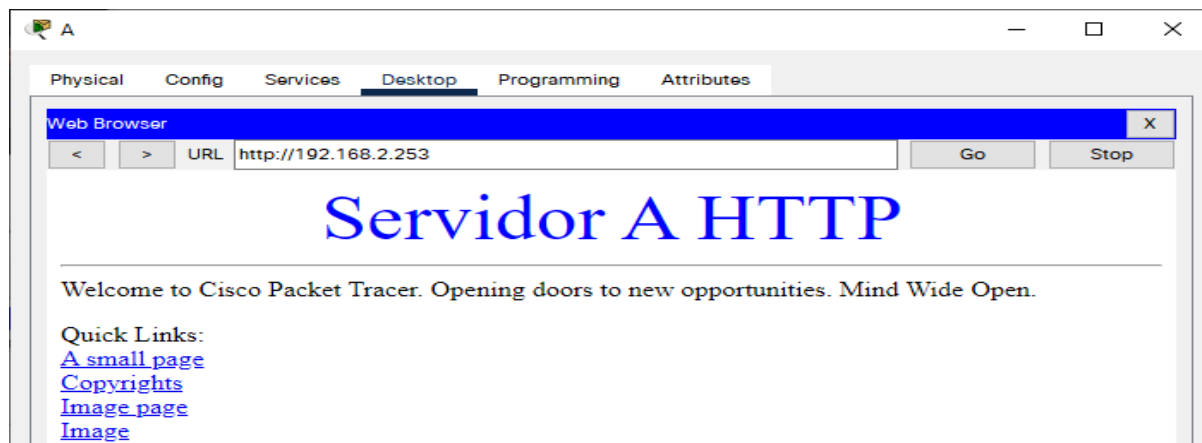 A
Physical Config Services Desktop Programming Attributes
Web Browser X
< > URL http://192.168.2.253 Go Stop
Servidor A HTTP
Welcome to Cisco Packet Tracer. Opening doors to new opportunities. Mind Wide Open.
Quick Links:
A small page
Copyrights
Image page
Image